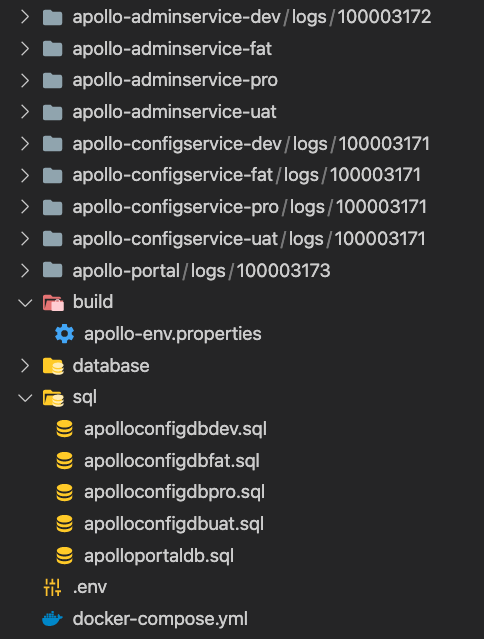 apollo-adminservice-dev/logs/100003172
apollo-adminservice-fat
apollo-adminservice-pro
apollo-adminservice-uat
apollo-configservice-dev/logs/100003171
apollo-configservice-fat/logs/100003171
apollo-configservice-pro/logs/100003171
apollo-configservice-uat/logs/100003171
apollo-portal/logs/100003173
build
apollo-env.properties
database
sql
apolloconfigdbdev.sql
apolloconfigdbfat.sql
apolloconfigdbpro.sql
apolloconfigdbuat.sql
apolloportaldb.sql
.env
docker-compose.yml